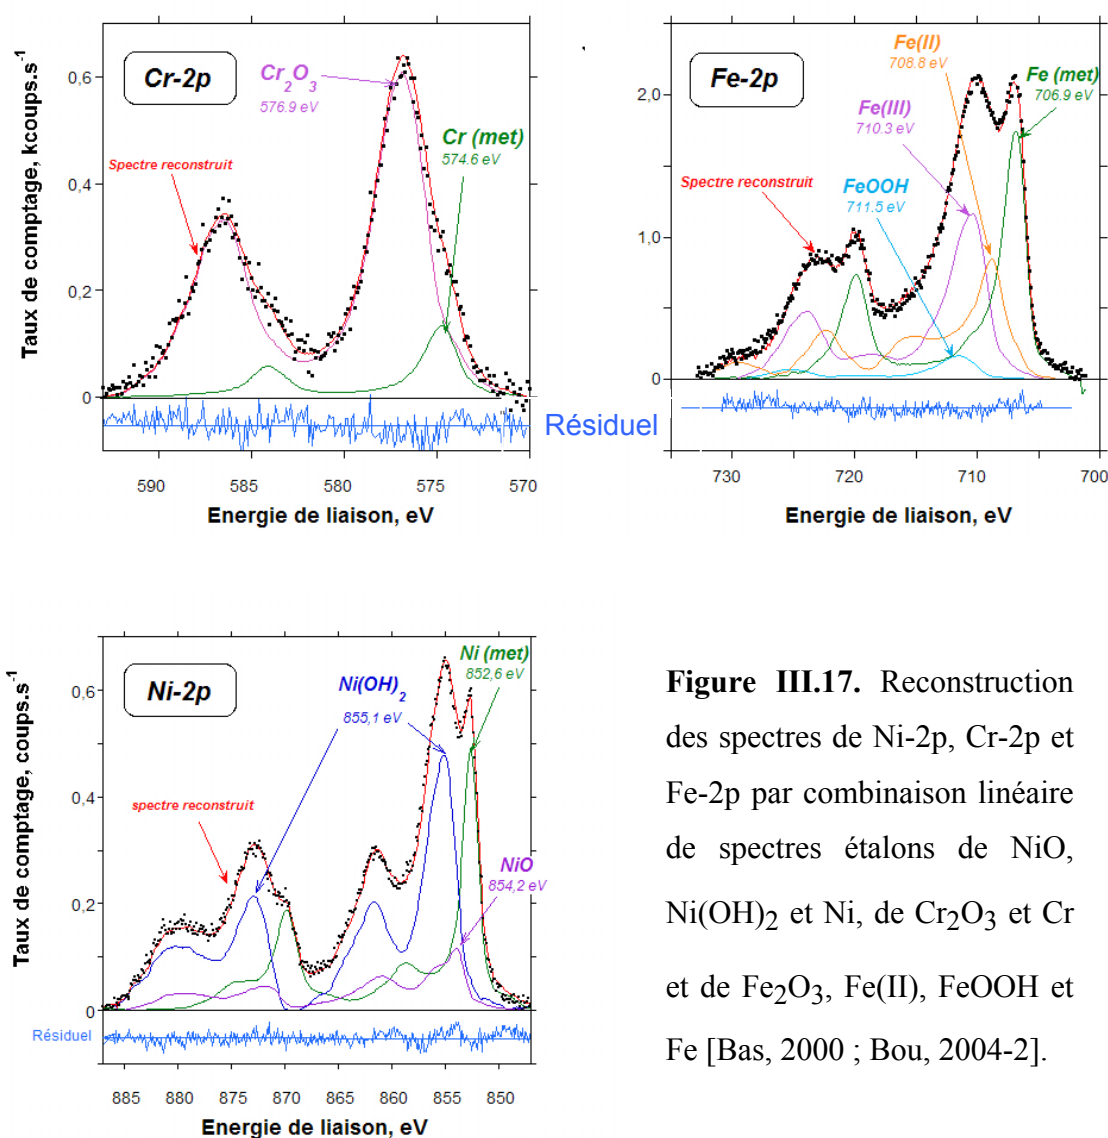 Cr-2p
Cr2O3
576.9 eV
Cr (met)
574.6 eV
Spectre reconstruit
Taux de comptage, kcoups.s-1
0,6
0,4
0,2
0
590 585 580 575 570
Energie de liaison, eV
Résiduel
Fe-2p
Fe(II)
708.8 eV
Fe (met)
706.9 eV
Fe(III)
710.3 eV
Spectre reconstruit
FeOOH
711.5 eV
2,0
1,0
0
730 720 710 700
Energie de liaison, eV
Ni-2p
Ni (met)
852,6 eV
Ni(OH)2
855,1 eV
spectre reconstruit
NiO
854,2 eV
Taux de comptage, coups.s-1
0,6
0,4
0,2
0
Résiduel
885 880 875 870 865 860 855 850
Energie de liaison, eV
Figure III.17. Reconstruction
des spectres de Ni-2p, Cr-2p et
Fe-2p par combinaison linéaire
de spectres étalons de NiO,
Ni(OH)2 et Ni, de Cr2O3 et Cr
et de Fe2O3, Fe(II), FeOOH et
Fe [Bas, 2000 ; Bou, 2004-2].